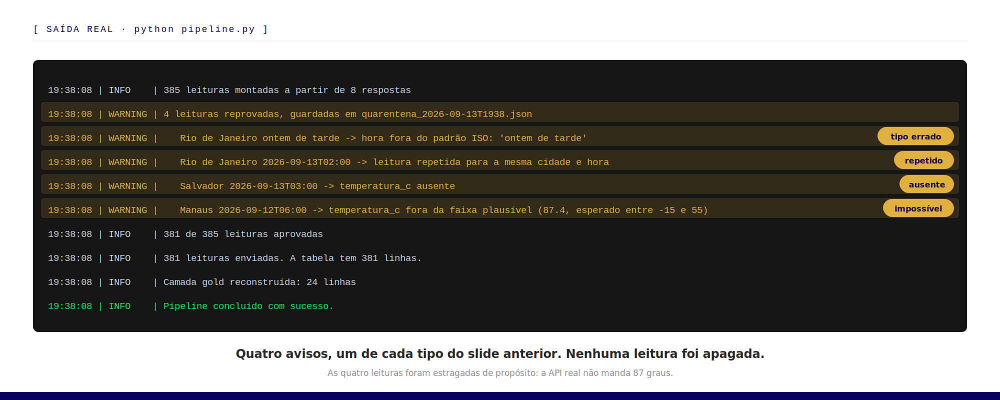 [ SAÍDA REAL · python pipeline.py ]
19:38:08 | INFO    | 385 leituras montadas a partir de 8 respostas
19:38:08 | WARNING | 4 leituras reprovadas, guardadas em quarentena_2026-09-13T1938.json
19:38:08 | WARNING |    Rio de Janeiro ontem de tarde -> hora fora do padrão ISO: 'ontem de tarde' tipo errado
19:38:08 | WARNING |    Rio de Janeiro 2026-09-13T02:00 -> leitura repetida para a mesma cidade e hora repetido
19:38:08 | WARNING |    Salvador 2026-09-13T03:00 -> temperatura_c ausente ausente
19:38:08 | WARNING |    Manaus 2026-09-12T06:00 -> temperatura_c fora da faixa plausível (87.4, esperado entre -15 e 55) impossível
19:38:08 | INFO    | 381 de 385 leituras aprovadas
19:38:08 | INFO    | 381 leituras enviadas. A tabela tem 381 linhas.
19:38:08 | INFO    | Camada gold reconstruída: 24 linhas
19:38:08 | INFO    | Pipeline concluído com sucesso.
Quatro avisos, um de cada tipo do slide anterior. Nenhuma leitura foi apagada.
As quatro leituras foram estragadas de propósito: a API real não manda 87 graus.